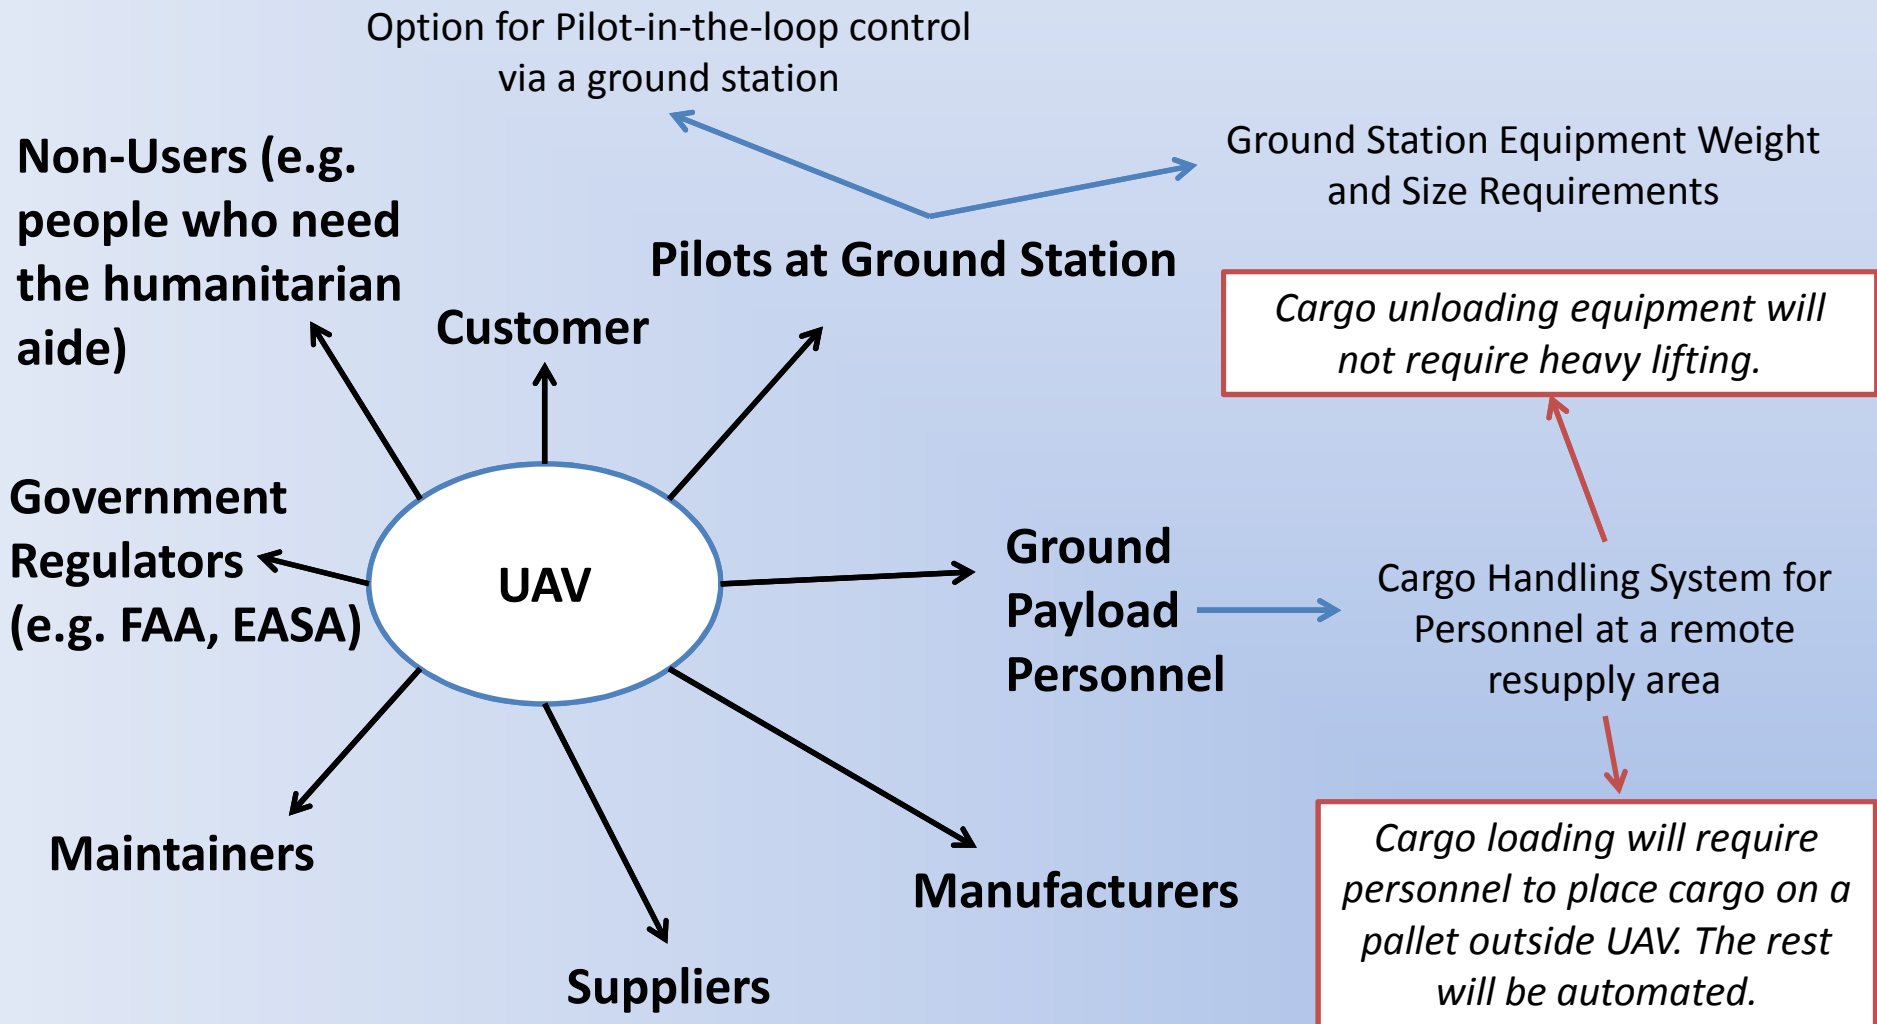 Option for Pilot-in-the-loop control
via a ground station
Non-Users (e.g.
people who need
the humanitarian
aide)
Ground Station Equipment Weight
and Size Requirements
Pilots at Ground Station
Customer
Cargo unloading equipment will
not require heavy lifting.
Government
Regulators
(e.g. FAA, EASA)
UAV
Ground
Payload
Personnel
Cargo Handling System for
Personnel at a remote
resupply area
Maintainers
Manufacturers
Suppliers
Cargo loading will require
personnel to place cargo on a
pallet outside UAV. The rest
will be automated.